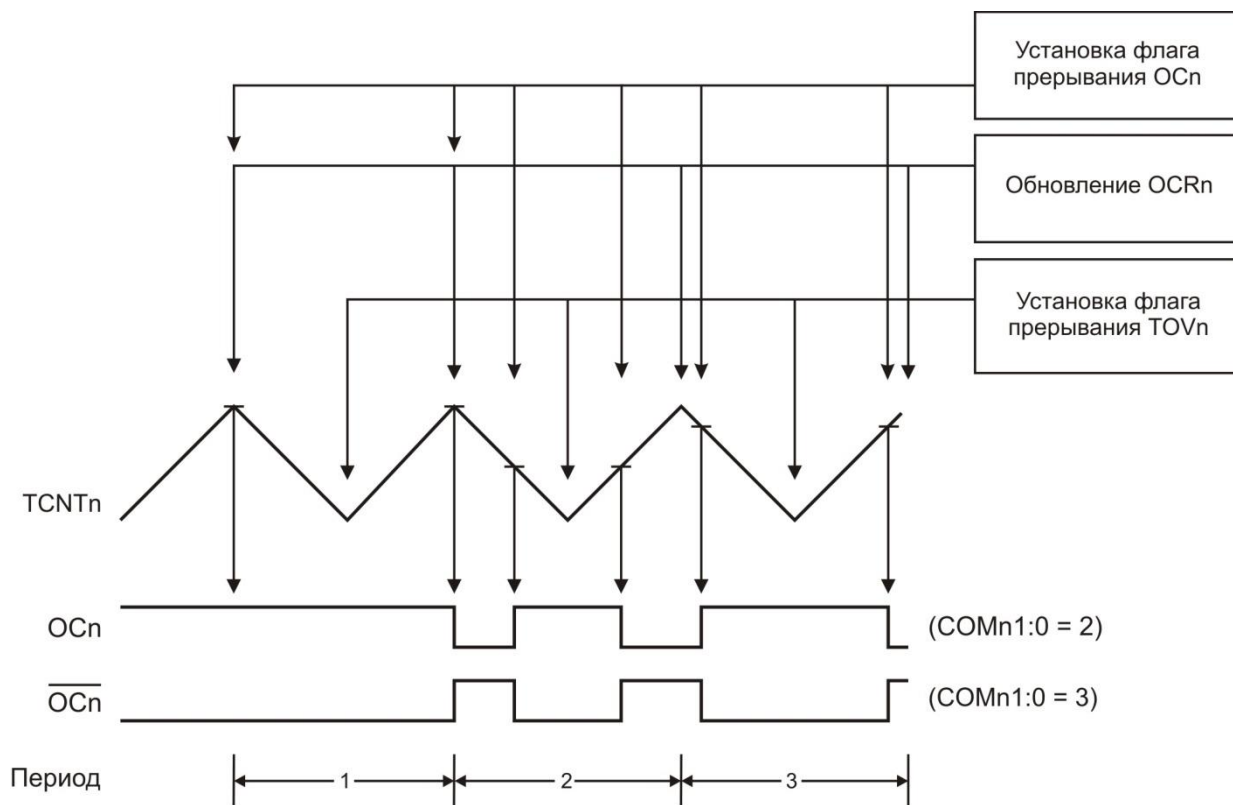 Установка флага
прерывания OCn
Обновление OCRn
Установка флага
прерывания TOVn
TCNTn
OCn
(COMn1:0 = 2)
OCn
(COMn1:0 = 3)
Период
1
2
3